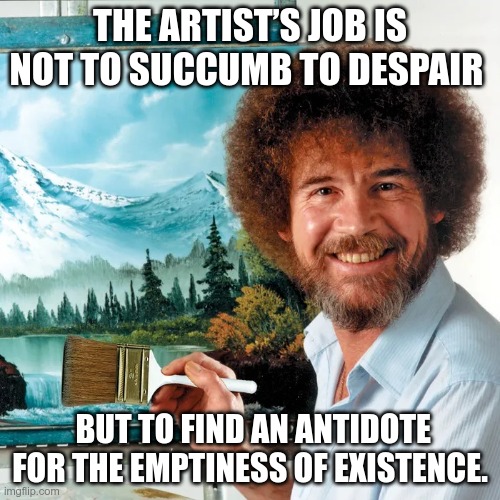 THE ARTIST’S JOB IS
NOT TO SUCCUMB TO DESPAIR
BUT TO FIND AN ANTIDOTE
FOR THE EMPTINESS OF EXISTENCE.
imgflip.com